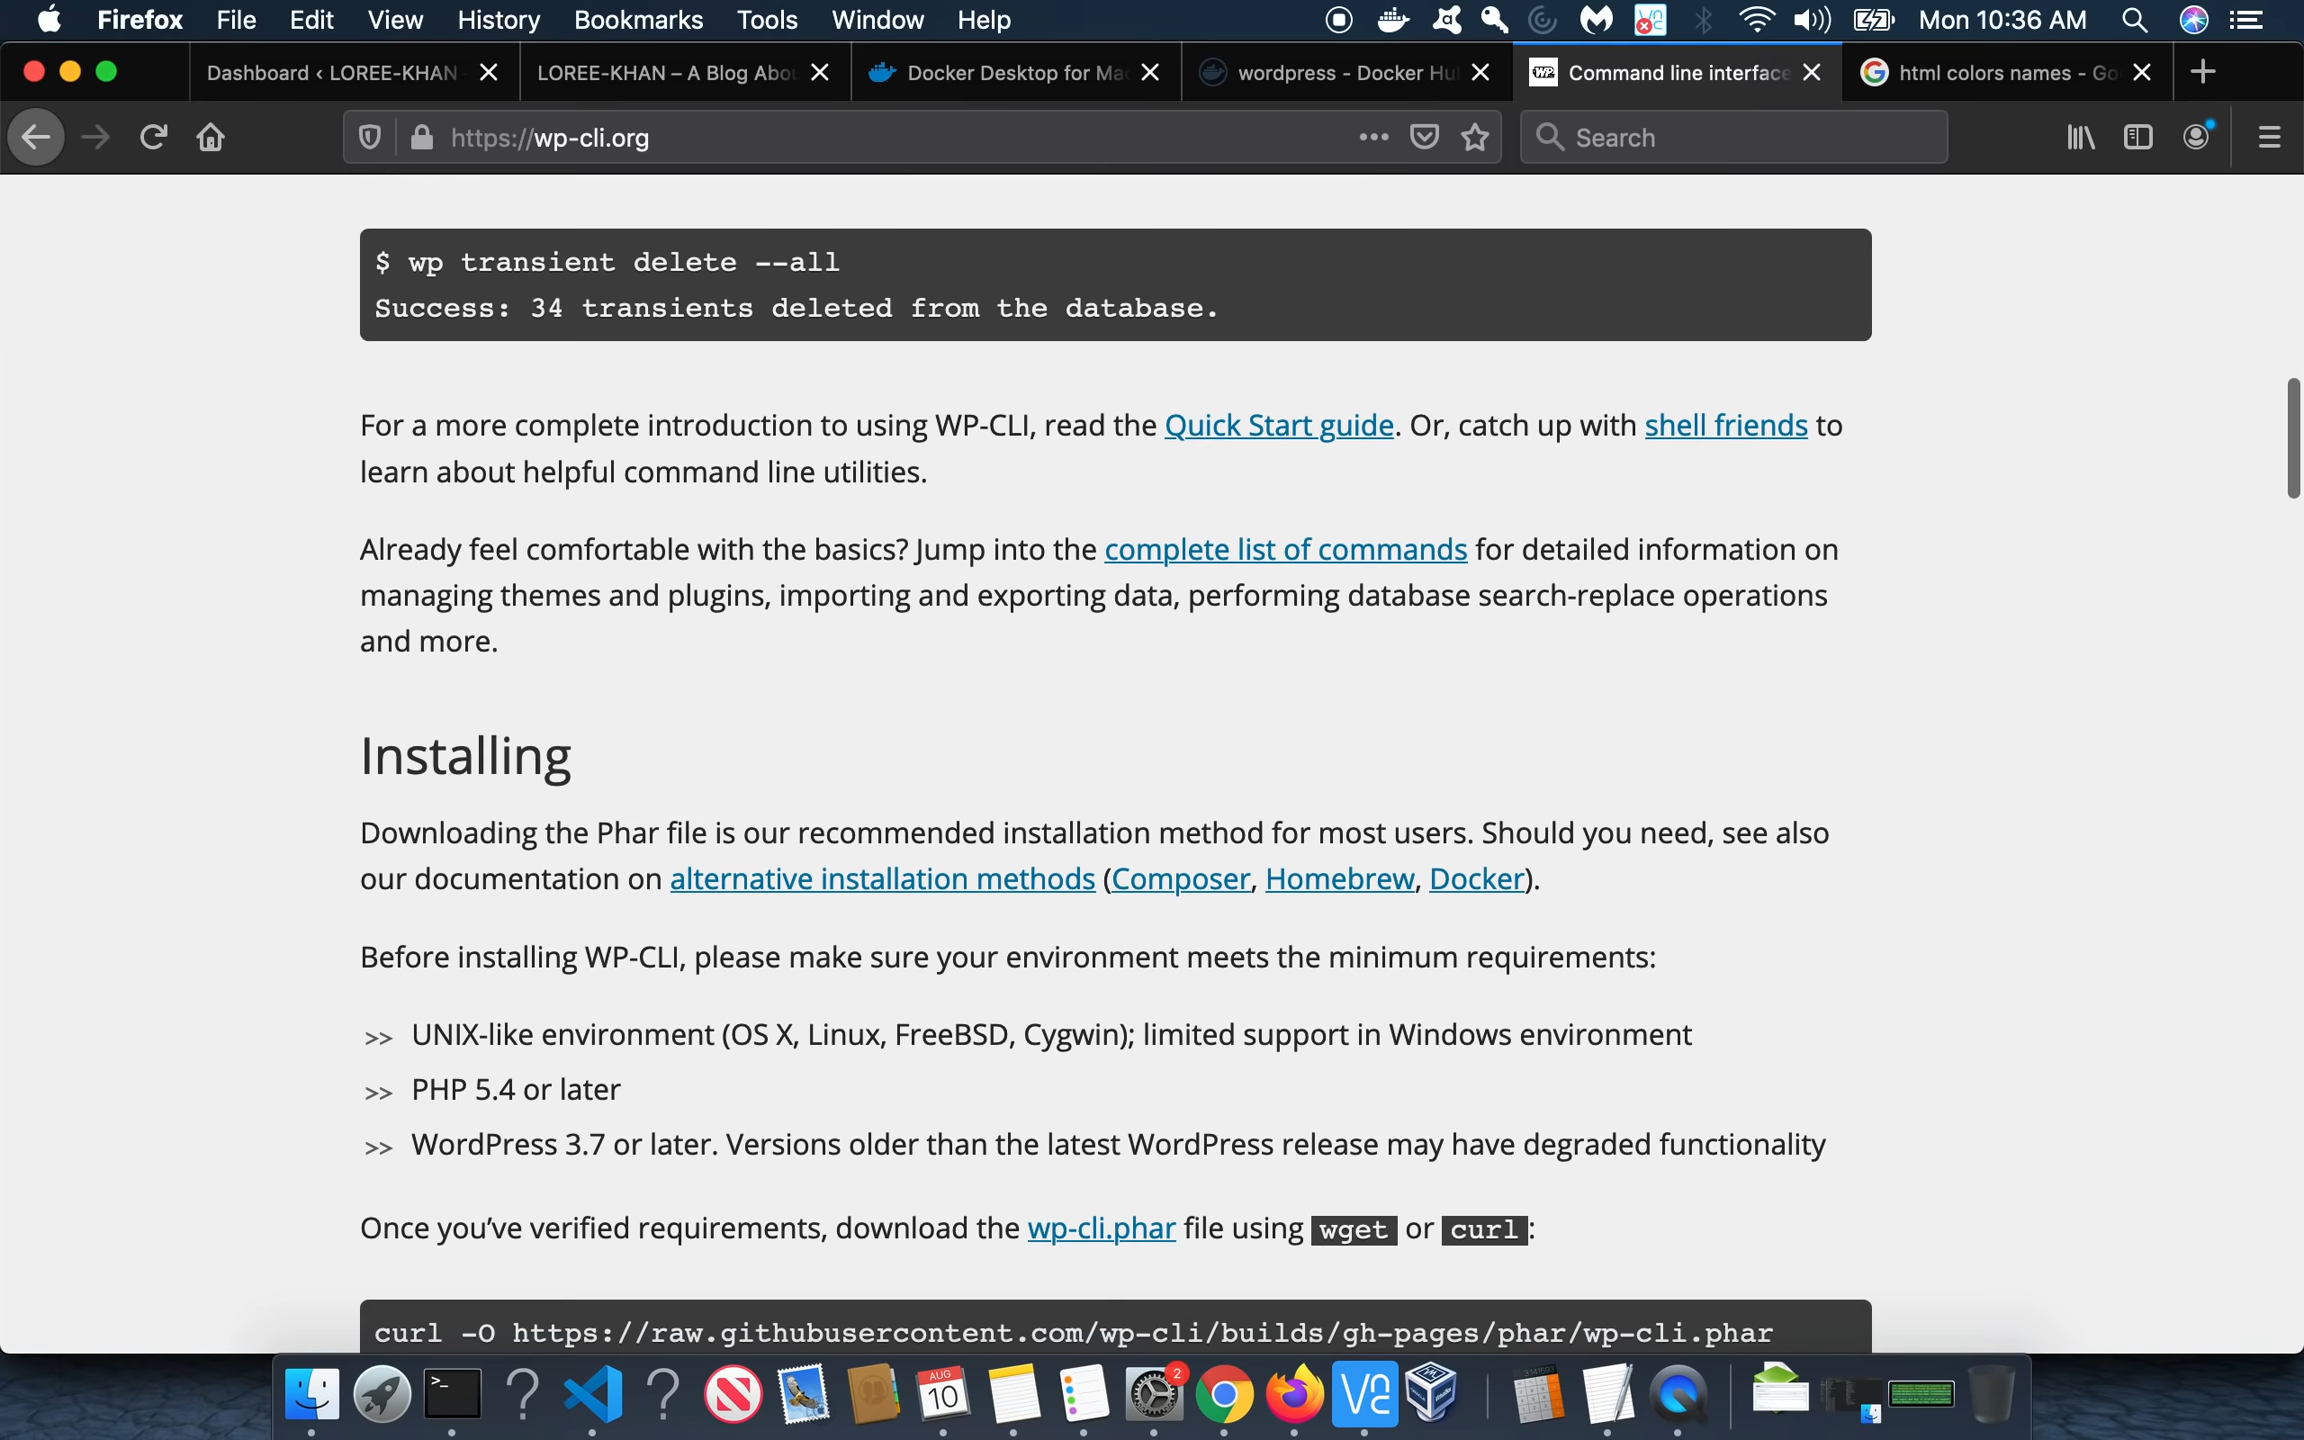 Firefox File Edit View History Bookmarks Tools Window Help Mon 10:36 AM
Dashboard ‹ LOREE-KHAN LOREE-KHAN – A Blog Abo Docker Desktop for Ma wordpress - Docker Hu Command line interface html colors names - Go
https://wp-cli.org Search
$ wp transient delete --all
Success: 34 transients deleted from the database.
For a more complete introduction to using WP-CLI, read the Quick Start guide. Or, catch up with shell friends to
learn about helpful command line utilities.
Already feel comfortable with the basics? Jump into the complete list of commands for detailed information on
managing themes and plugins, importing and exporting data, performing database search-replace operations
and more.
Installing
Downloading the Phar file is our recommended installation method for most users. Should you need, see also
our documentation on alternative installation methods (Composer, Homebrew, Docker).
Before installing WP-CLI, please make sure your environment meets the minimum requirements:
>> UNIX-like environment (OS X, Linux, FreeBSD, Cygwin); limited support in Windows environment
>> PHP 5.4 or later
>> WordPress 3.7 or later. Versions older than the latest WordPress release may have degraded functionality
Once you’ve verified requirements, download the wp-cli.phar file using wget or curl:
curl -O https://raw.githubusercontent.com/wp-cli/builds/gh-pages/phar/wp-cli.phar
AUG
10
2